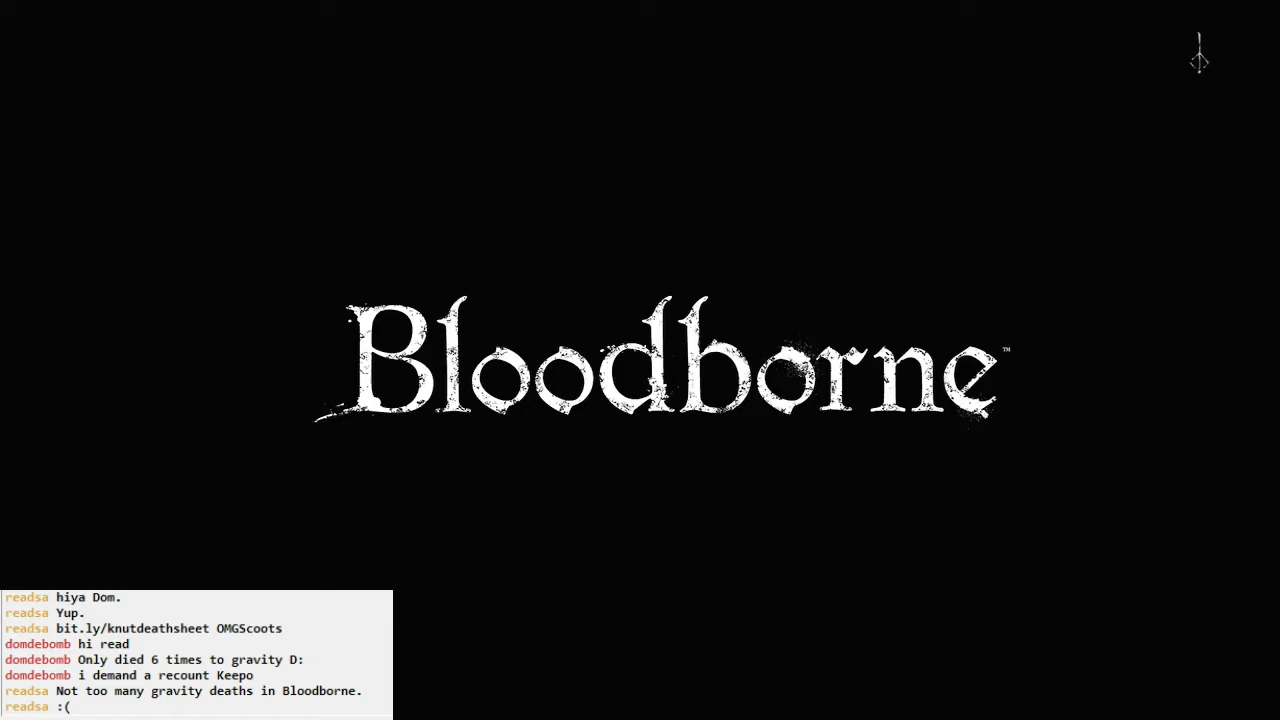 Bloodborne™
readsa hiya Dom.
readsa Yup.
readsa bit.ly/knutdeathsheet OMGScoots
domdebomb hi read
domdebomb Only died 6 times to gravity D:
domdebomb i demand a recount Keepo
readsa Not too many gravity deaths in Bloodborne.
readsa :(